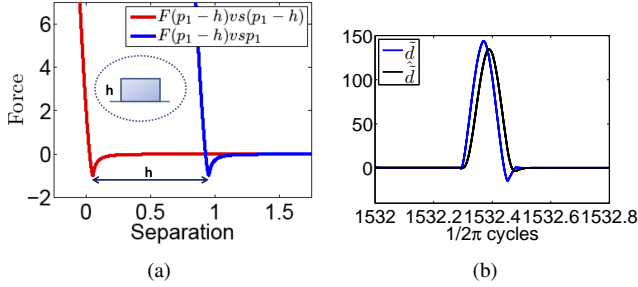 F(p₁ − h)vs(p₁ − h)
F(p₁ − h)vsp₁
Force
6
4
2
0
−2
h
h
0
0.5
1
1.5
Separation
(a)
150
100
50
0
d̃
d̃̂
1532
1532.2
1532.4
1532.6
1532.8
1/2π cycles
(b)